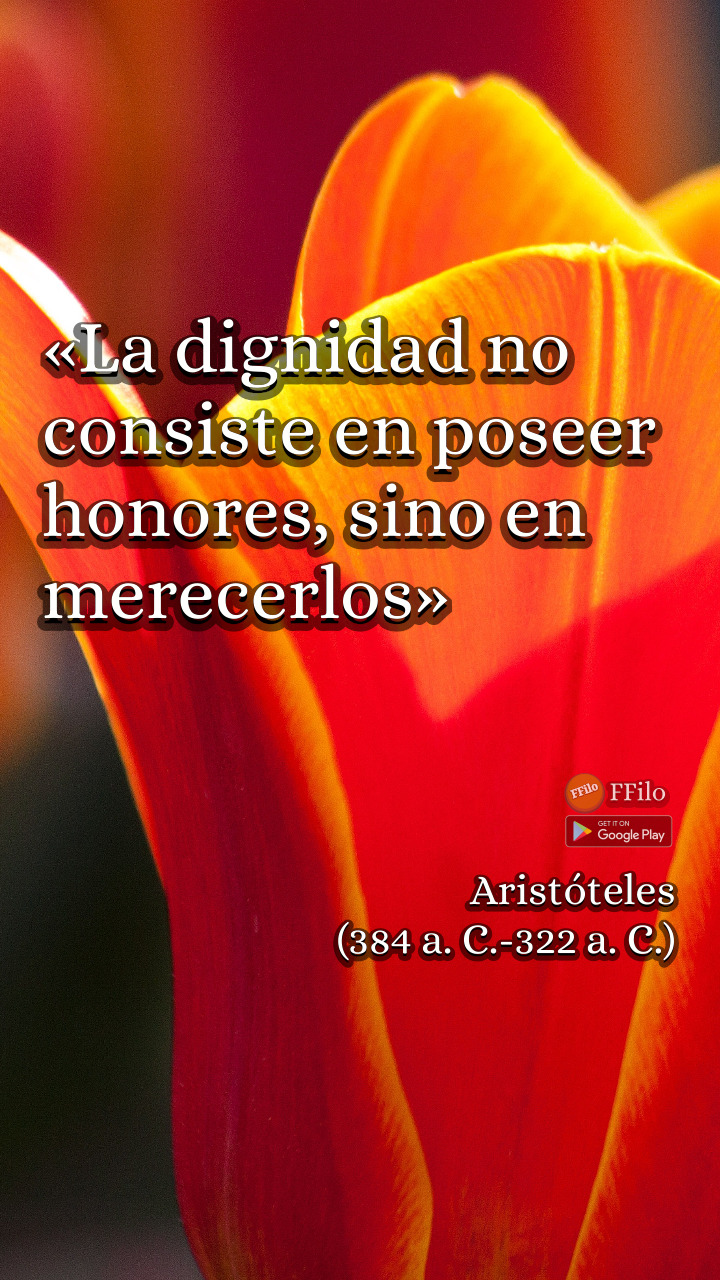 «La dignidad no
consiste en poseer
honores, sino en
merecerlos»
FFilo FFilo
GET IT ON
Google Play
Aristóteles
(384 a. C.-322 a. C.)